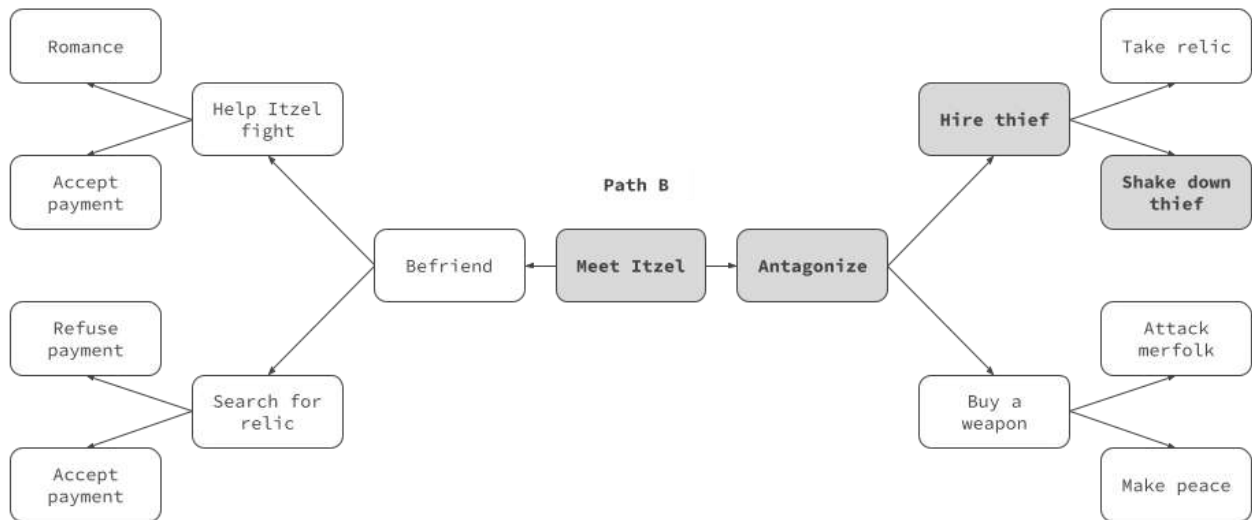 Romance
Take relic
Help Itzel
fight
Hire thief
Accept
payment
Shake down
thief
Path B
Befriend
Meet Itzel
Antagonize
Refuse
payment
Attack
merfolk
Search for
relic
Buy a
weapon
Accept
payment
Make peace